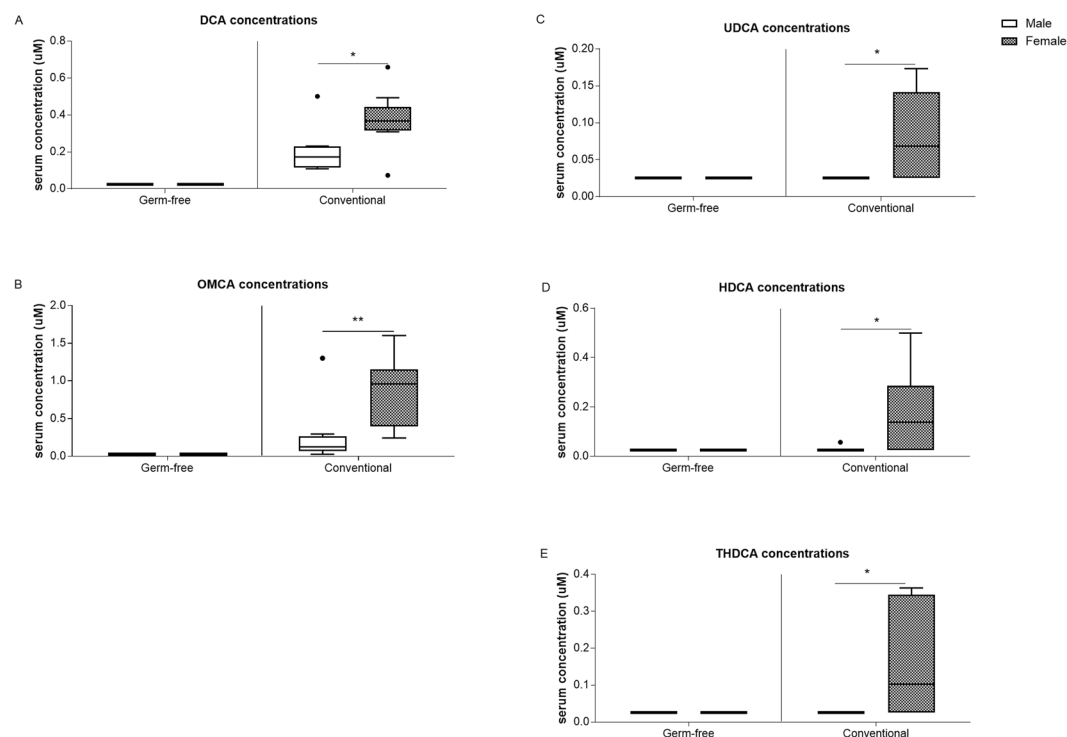 A
DCA concentrations
serum concentration (uM)
0.8
0.6
0.4
0.2
0.0
*
Germ-free Conventional
B
OMCA concentrations
serum concentration (uM)
2.0
1.5
1.0
0.5
0.0
**
Germ-free Conventional
C
UDCA concentrations
serum concentration (uM)
0.20
0.15
0.10
0.05
0.00
*
Germ-free Conventional
Male
Female
D
HDCA concentrations
serum concentration (uM)
0.6
0.4
0.2
0.0
*
Germ-free Conventional
E
THDCA concentrations
serum concentration (uM)
0.4
0.3
0.2
0.1
0.0
*
Germ-free Conventional